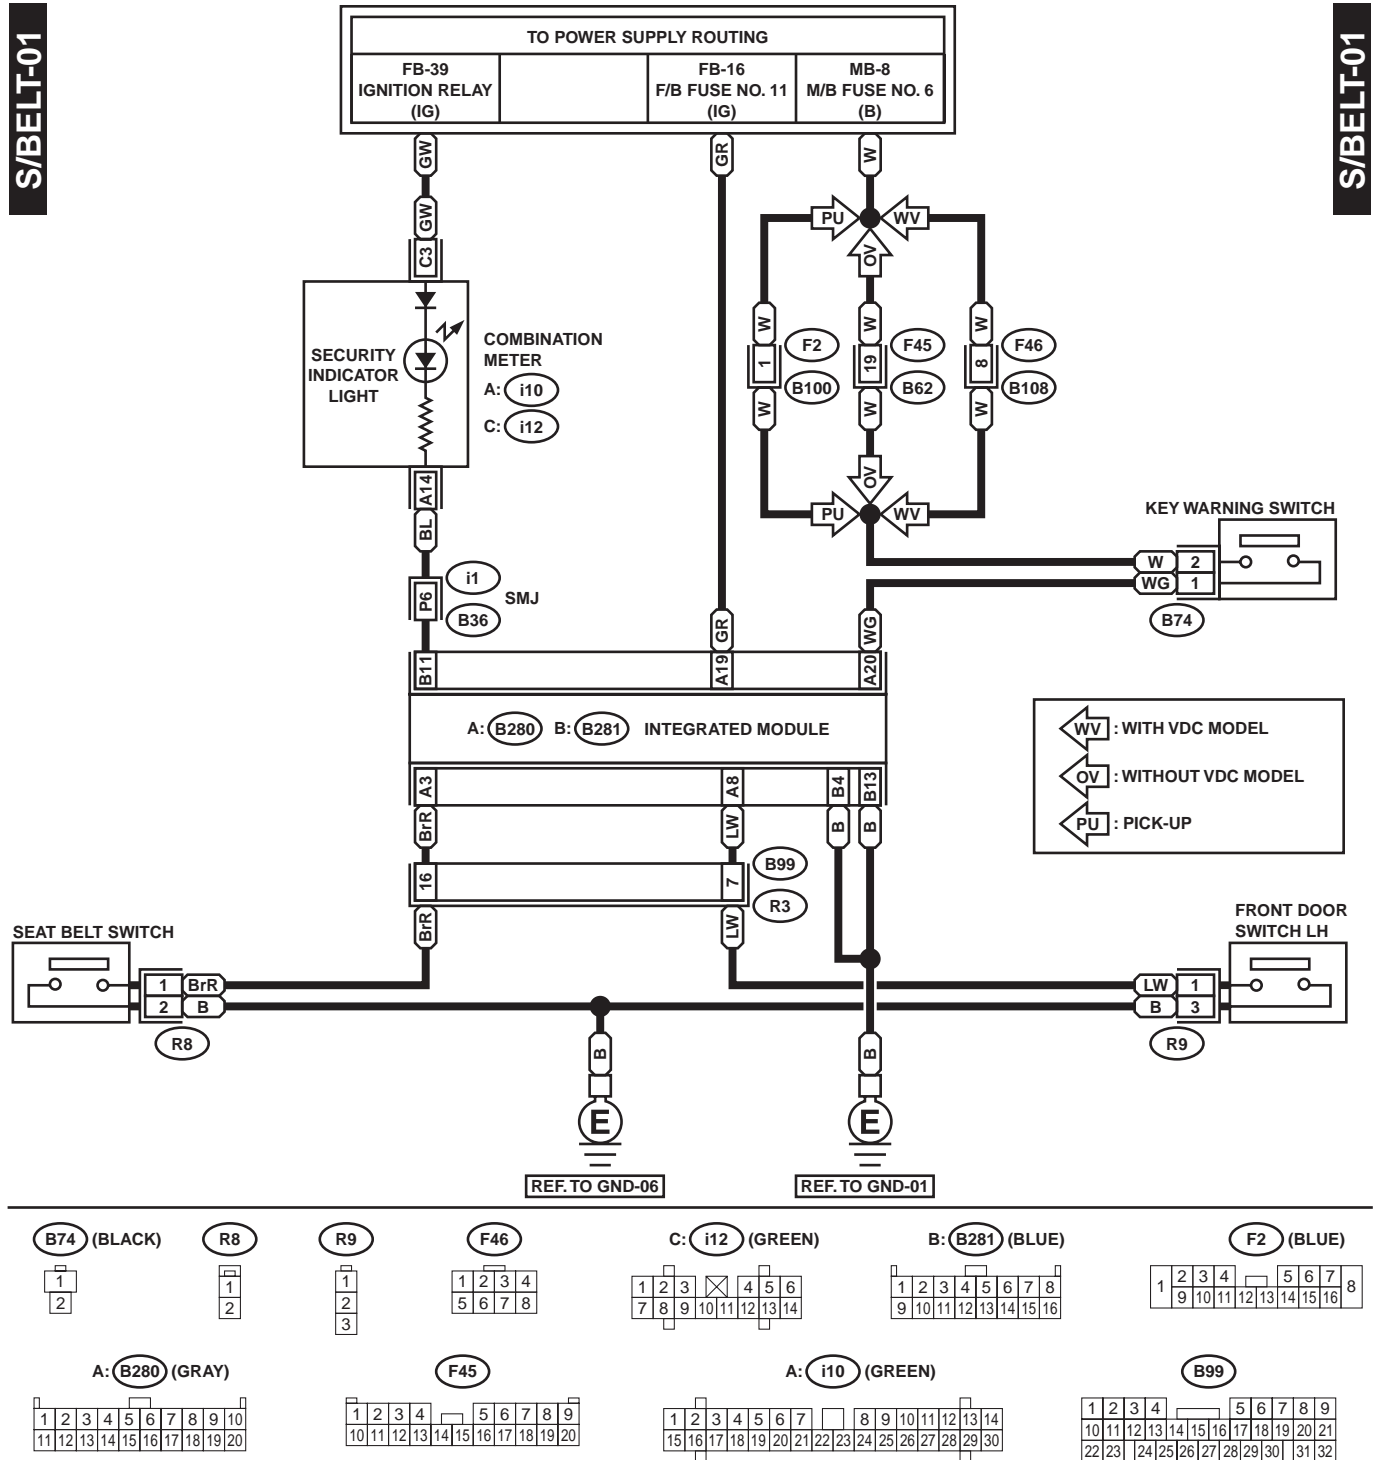 S/BELT-01
S/BELT-01
TO POWER SUPPLY ROUTING
FB-39
IGNITION RELAY
(IG)
FB-16
F/B FUSE NO. 11
(IG)
MB-8
M/B FUSE NO. 6
(B)
GW
GR
W
GW
PU
WV
OV
C3
W
W
W
SECURITY
INDICATOR
LIGHT
COMBINATION
METER
A: i10
C: i12
1
F2
B100
19
F45
B62
8
F46
B108
W
W
W
A14
BL
OV
PU
WV
KEY WARNING SWITCH
W 2
WG 1
B74
P6
i1
B36
SMJ
GR
WG
B11
A19
A20
A: B280 B: B281 INTEGRATED MODULE
WV : WITH VDC MODEL
OV : WITHOUT VDC MODEL
PU : PICK-UP
A3
A8
B4
B13
BrR
LW
B
B
16
7
B99
R3
BrR
LW
SEAT BELT SWITCH
1 BrR
2 B
R8
FRONT DOOR
SWITCH LH
LW 1
B 3
R9
B
B
E
E
REF. TO GND-06
REF. TO GND-01
B74 (BLACK)
1
2
R8
1
2
R9
1
2
3
F46
1 2 3 4
5 6 7 8
C: i12 (GREEN)
1 2 3 4 5 6
7 8 9 10 11 12 13 14
B: B281 (BLUE)
1 2 3 4 5 6 7 8
9 10 11 12 13 14 15 16
F2 (BLUE)
1 2 3 4 5 6 7 8
9 10 11 12 13 14 15 16
A: B280 (GRAY)
1 2 3 4 5 6 7 8 9 10
11 12 13 14 15 16 17 18 19 20
F45
1 2 3 4 5 6 7 8 9
10 11 12 13 14 15 16 17 18 19 20
A: i10 (GREEN)
1 2 3 4 5 6 7 8 9 10 11 12 13 14
15 16 17 18 19 20 21 22 23 24 25 26 27 28 29 30
B99
1 2 3 4 5 6 7 8 9
10 11 12 13 14 15 16 17 18 19 20 21
22 23 24 25 26 27 28 29 30 31 32